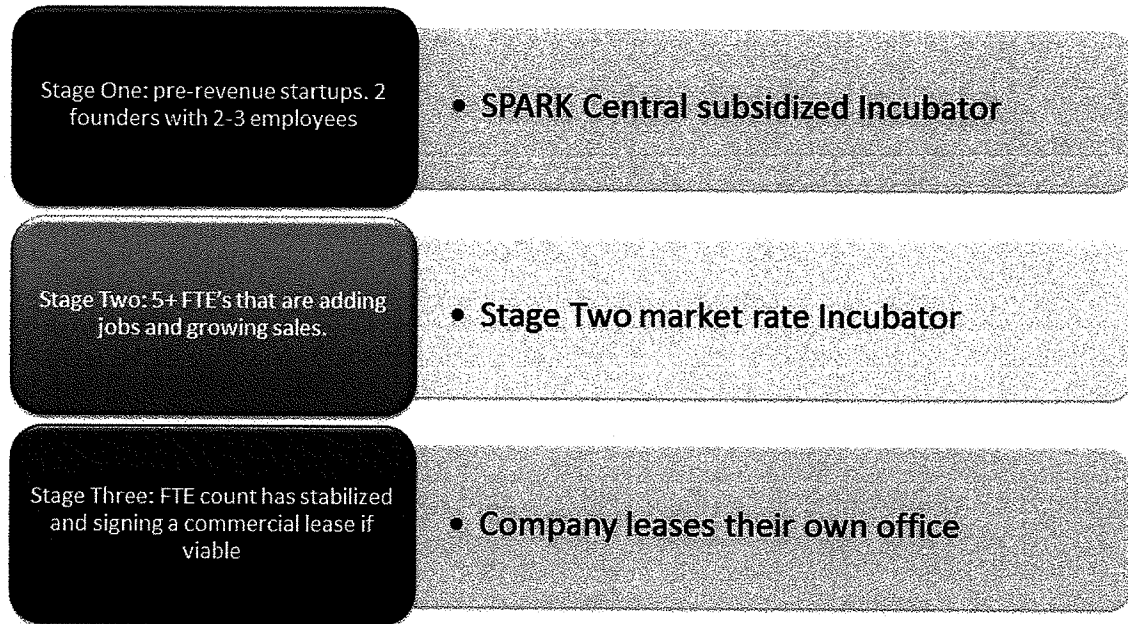 Stage One: pre-revenue startups. 2
founders with 2-3 employees
• SPARK Central subsidized Incubator
Stage Two: 5+ FTE's that are adding
jobs and growing sales.
• Stage Two market rate Incubator
Stage Three: FTE count has stabilized
and signing a commercial lease if
viable
• Company leases their own office